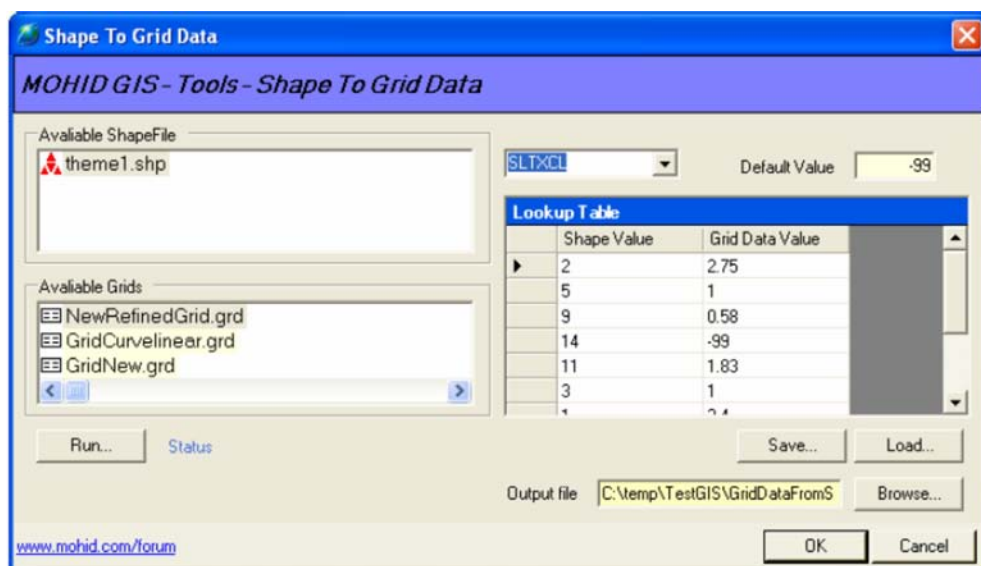 Shape To Grid Data
MOHID GIS - Tools - Shape To Grid Data
Avaliable ShapeFile
theme1.shp
SLTXCL
Default Value
-99
Lookup Table
Shape Value Grid Data Value
2 2.75
5 1
9 0.58
14 -99
11 1.83
3 1
Avaliable Grids
NewRefinedGrid.grd
GridCurvelinear.grd
GridNew.grd
Run...
Status
Save...
Load...
Output file
C:\temp\TestGIS\GridDataFromS
Browse...
www.mohid.com/forum
OK
Cancel